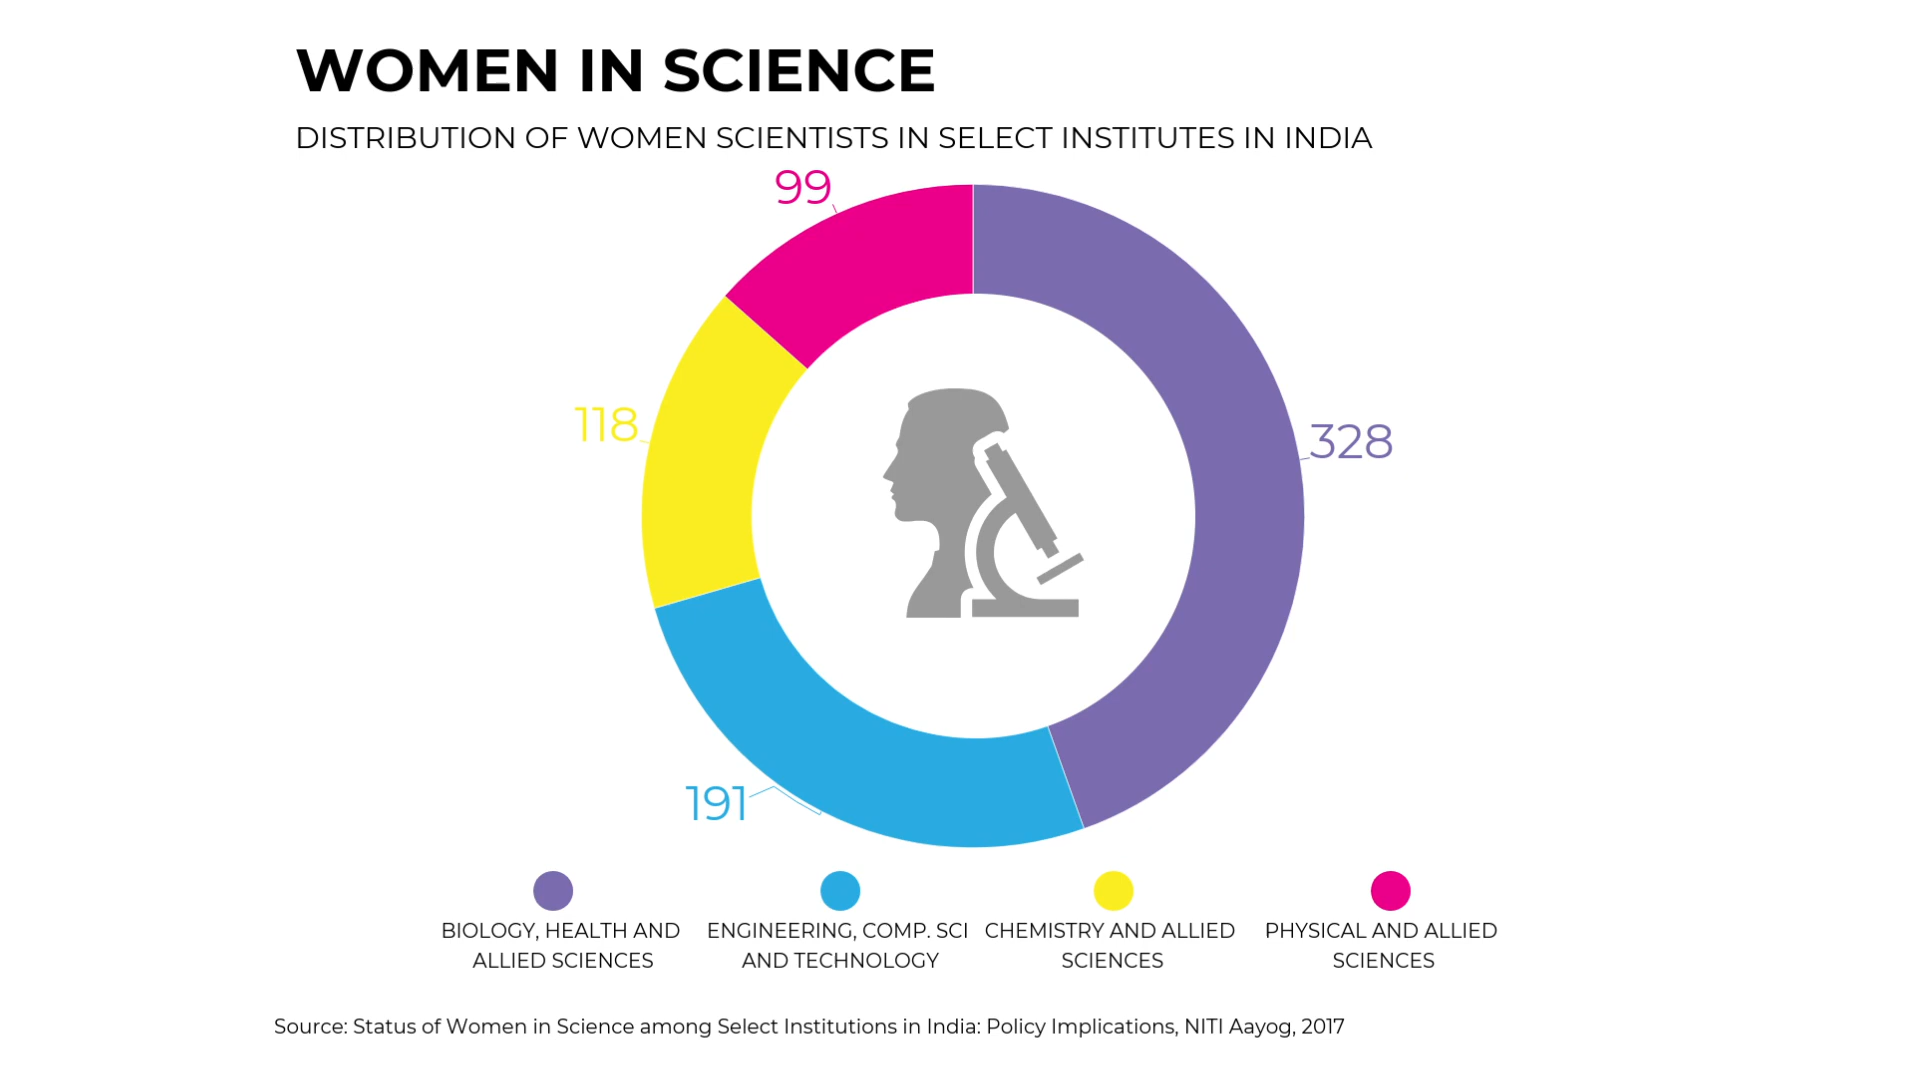 WOMEN IN SCIENCE
DISTRIBUTION OF WOMEN SCIENTISTS IN SELECT INSTITUTES IN INDIA
99
118
328
191
BIOLOGY, HEALTH AND
ALLIED SCIENCES
ENGINEERING, COMP. SCI
AND TECHNOLOGY
CHEMISTRY AND ALLIED
SCIENCES
PHYSICAL AND ALLIED
SCIENCES
Source: Status of Women in Science among Select Institutions in India: Policy Implications, NITI Aayog, 2017